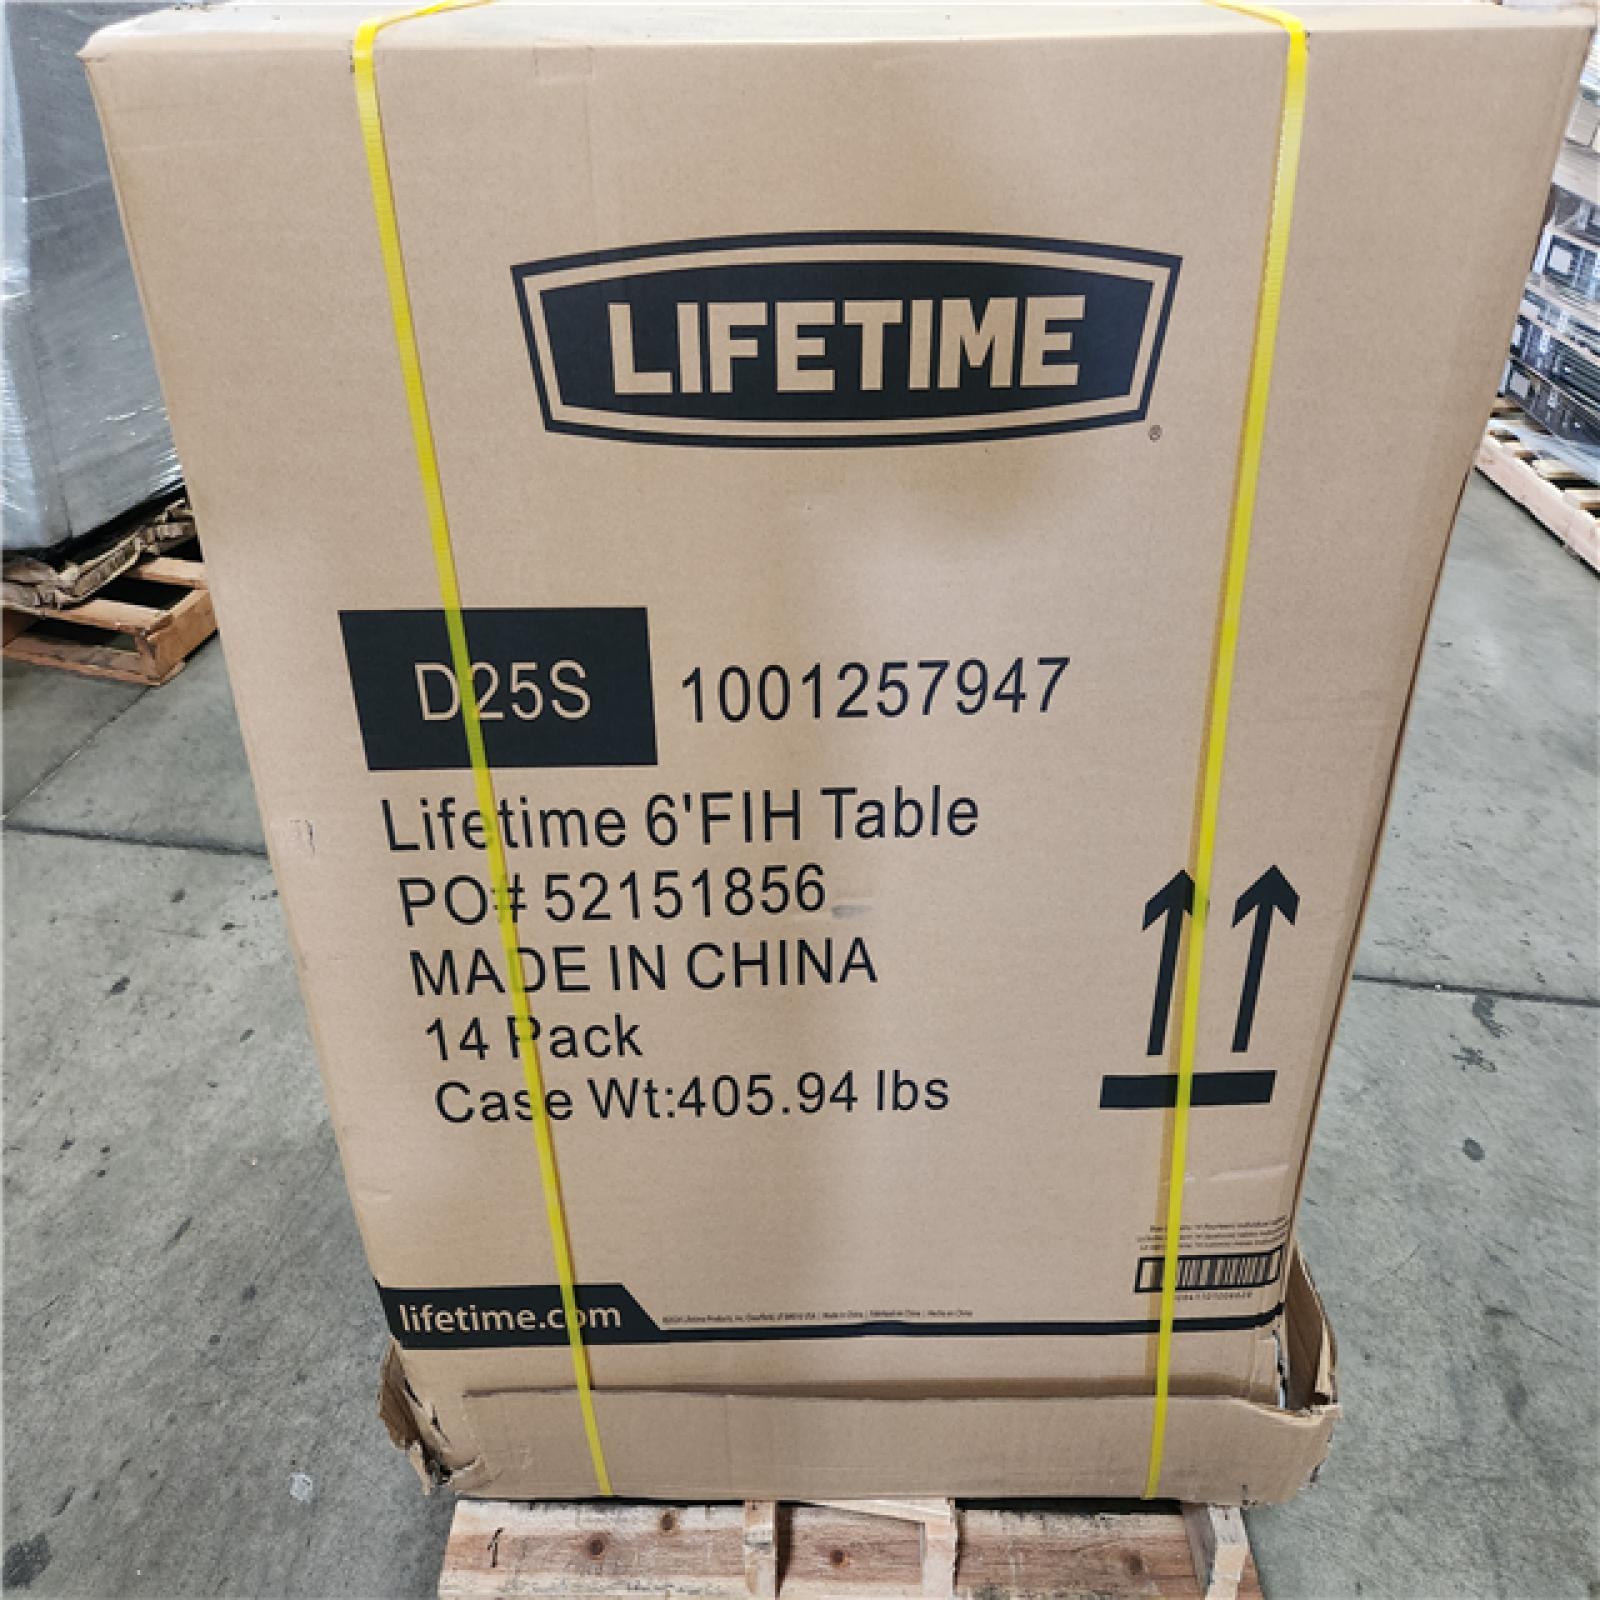 LIFETIME
®
D25S 1001257947
Lifetime 6'FIH Table
PO# 52151856
MADE IN CHINA
14 Pack
Case Wt:405.94 lbs
lifetime.com